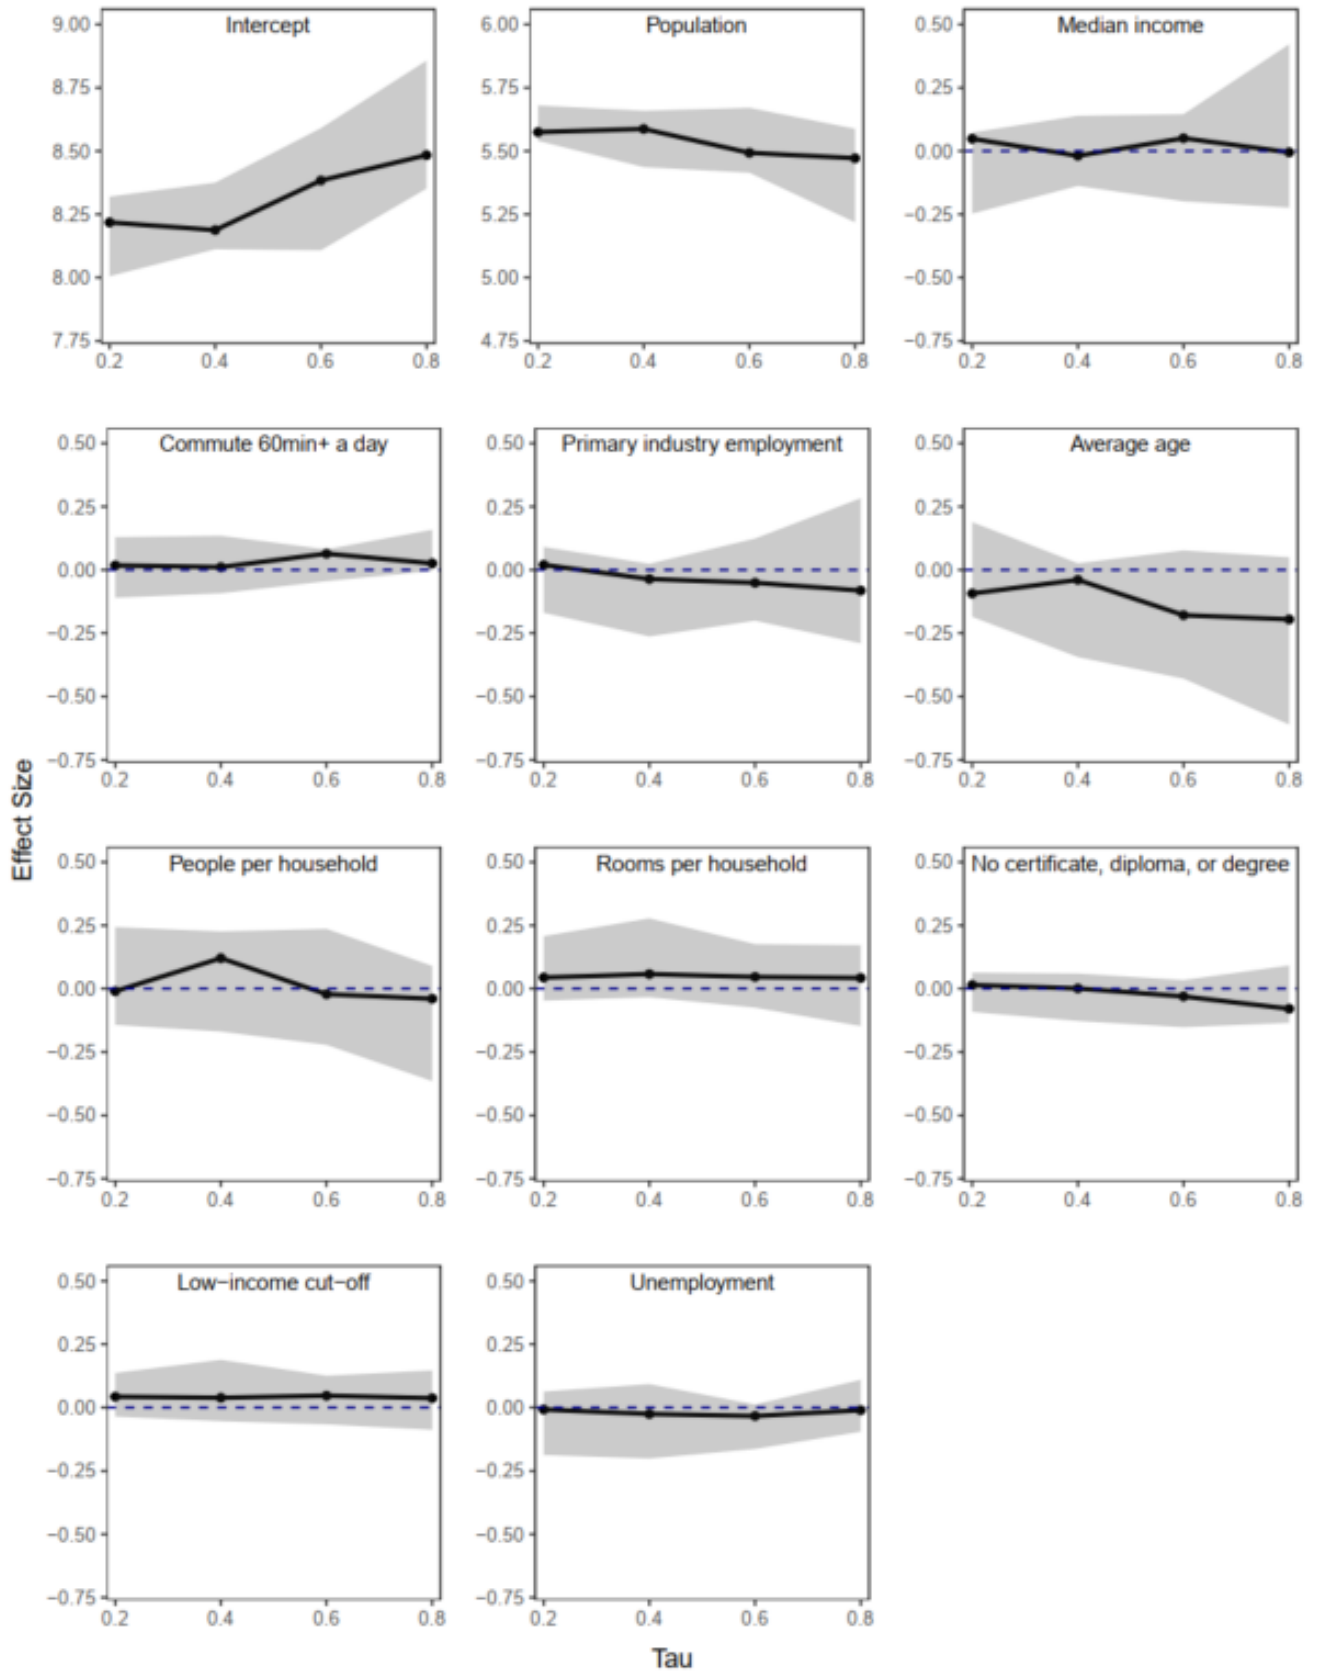 Intercept
9.00
8.75
8.50
8.25
8.00
7.75
0.2 0.4 0.6 0.8
Population
6.00
5.75
5.50
5.25
5.00
4.75
0.2 0.4 0.6 0.8
Median income
0.50
0.25
0.00
−0.25
−0.50
−0.75
0.2 0.4 0.6 0.8
Commute 60min+ a day
0.50
0.25
0.00
−0.25
−0.50
−0.75
0.2 0.4 0.6 0.8
Primary industry employment
0.50
0.25
0.00
−0.25
−0.50
−0.75
0.2 0.4 0.6 0.8
Average age
0.50
0.25
0.00
−0.25
−0.50
−0.75
0.2 0.4 0.6 0.8
Effect Size
People per household
0.50
0.25
0.00
−0.25
−0.50
−0.75
0.2 0.4 0.6 0.8
Rooms per household
0.50
0.25
0.00
−0.25
−0.50
−0.75
0.2 0.4 0.6 0.8
No certificate, diploma, or degree
0.50
0.25
0.00
−0.25
−0.50
−0.75
0.2 0.4 0.6 0.8
Low−income cut−off
0.50
0.25
0.00
−0.25
−0.50
−0.75
0.2 0.4 0.6 0.8
Unemployment
0.50
0.25
0.00
−0.25
−0.50
−0.75
0.2 0.4 0.6 0.8
Tau